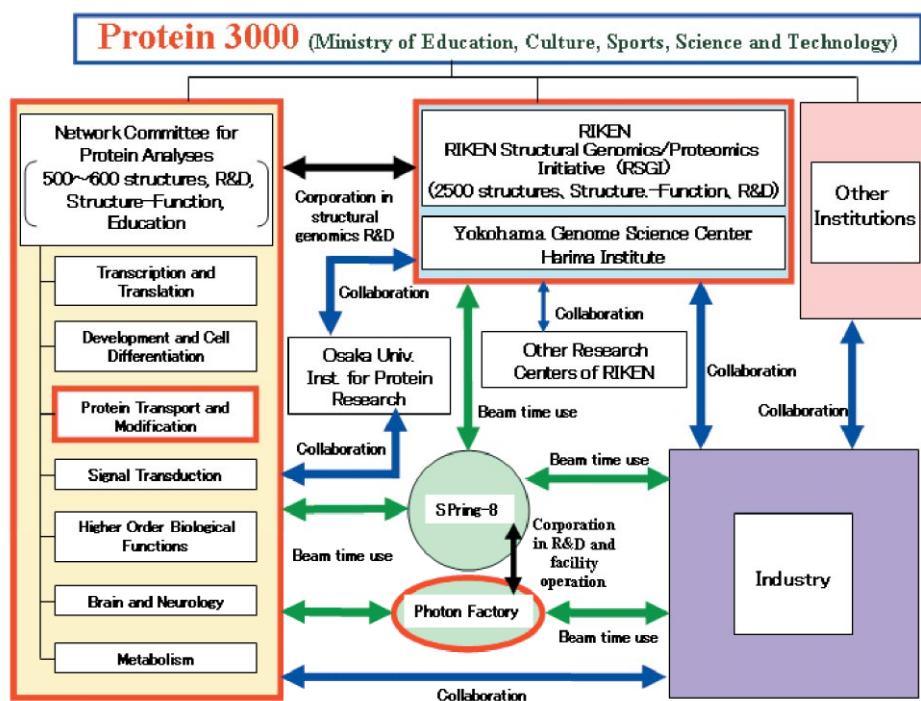 Protein 3000 (Ministry of Education, Culture, Sports, Science and Technology)
Network Committee for
Protein Analyses
500~600 structures, R&D,
Structure-Function,
Education
Transcription and
Translation
Development and Cell
Differentiation
Protein Transport and
Modification
Signal Transduction
Higher Order Biological
Functions
Brain and Neurology
Metabolism
Corporation in
structural
genomics R&D
RIKEN
RIKEN Structural Genomics/Proteomics
Initiative (RSGI)
(2500 structures, Structure.-Function, R&D)
Yokohama Genome Science Center
Harima Institute
Other
Institutions
Collaboration
Osaka Univ.
Inst. for Protein
Research
Collaboration
Collaboration
Other Research
Centers of RIKEN
Collaboration
Collaboration
Beam time use
Beam time use
SPring-8
Beam time use
Corporation
in R&D and
facility
operation
Photon Factory
Beam time use
Industry
Collaboration